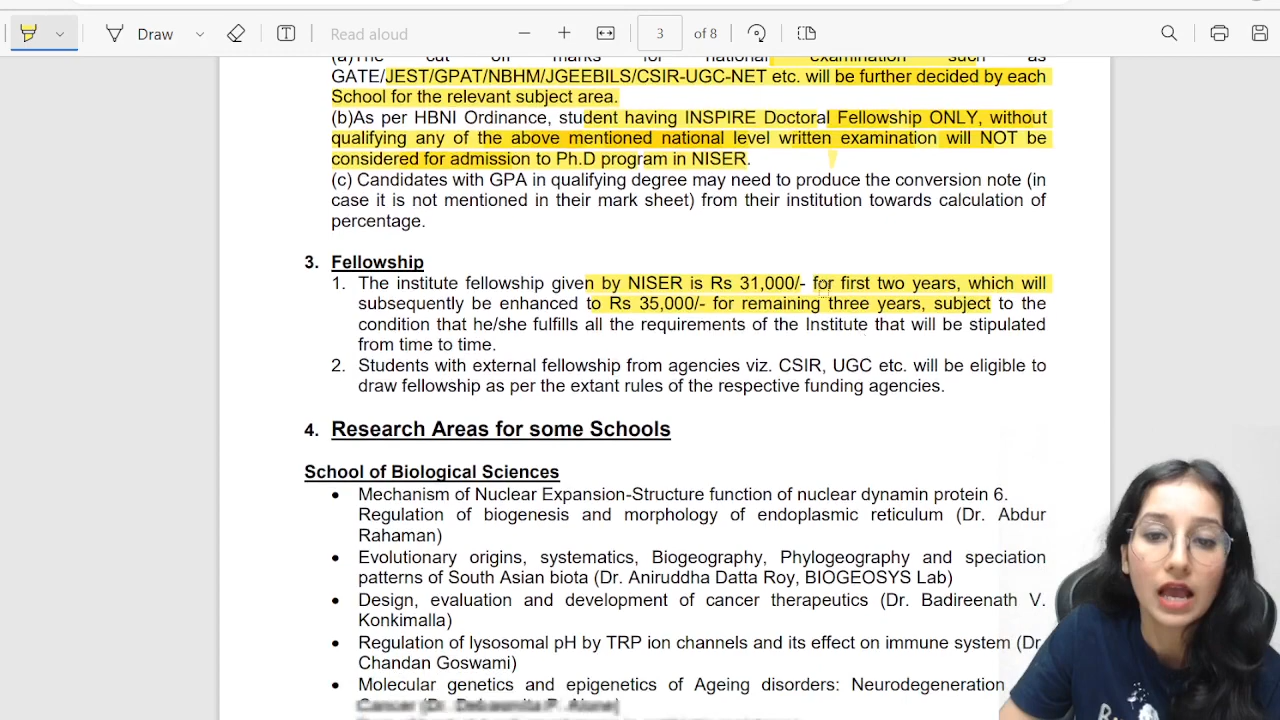 Draw
Read aloud
3
of 8
(a)The cut off marks for national examination such as
GATE/JEST/GPAT/NBHM/JGEEBILS/CSIR-UGC-NET etc. will be further decided by each
School for the relevant subject area.
(b)As per HBNI Ordinance, student having INSPIRE Doctoral Fellowship ONLY, without
qualifying any of the above mentioned national level written examination will NOT be
considered for admission to Ph.D program in NISER.
(c) Candidates with GPA in qualifying degree may need to produce the conversion note (in
case it is not mentioned in their mark sheet) from their institution towards calculation of
percentage.
3. Fellowship
1. The institute fellowship given by NISER is Rs 31,000/- for first two years, which will
subsequently be enhanced to Rs 35,000/- for remaining three years, subject to the
condition that he/she fulfills all the requirements of the Institute that will be stipulated
from time to time.
2. Students with external fellowship from agencies viz. CSIR, UGC etc. will be eligible to
draw fellowship as per the extant rules of the respective funding agencies.
4. Research Areas for some Schools
School of Biological Sciences
• Mechanism of Nuclear Expansion-Structure function of nuclear dynamin protein 6.
Regulation of biogenesis and morphology of endoplasmic reticulum (Dr. Abdur
Rahaman)
• Evolutionary origins, systematics, Biogeography, Phylogeography and speciation
patterns of South Asian biota (Dr. Aniruddha Datta Roy, BIOGEOSYS Lab)
• Design, evaluation and development of cancer therapeutics (Dr. Badireenath V.
Konkimalla)
• Regulation of lysosomal pH by TRP ion channels and its effect on immune system (Dr.
Chandan Goswami)
• Molecular genetics and epigenetics of Ageing disorders: Neurodegeneration